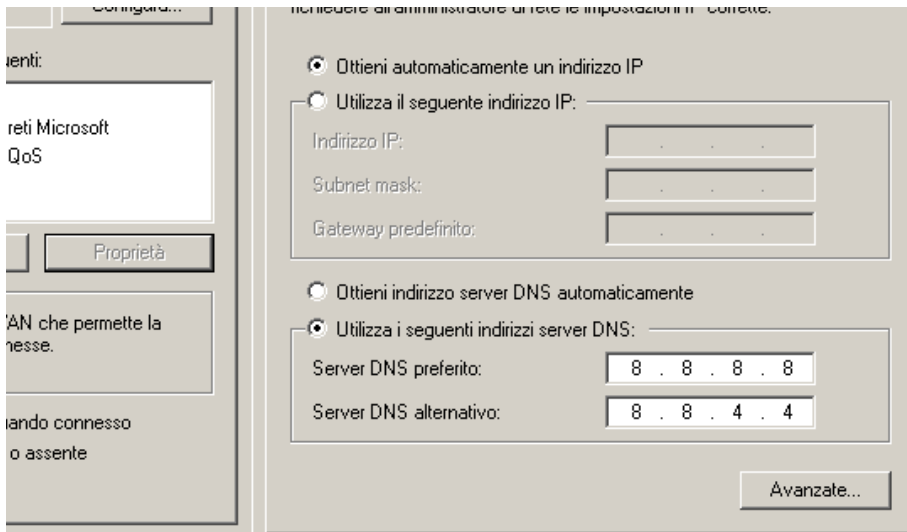 Configura...
uenti:
reti Microsoft
QoS
Proprietà
AN che permette la
nesse.
uando connesso
o assente
richiedere all'amministratore di rete le impostazioni IP corrette.
Ottieni automaticamente un indirizzo IP
Utilizza il seguente indirizzo IP:
Indirizzo IP:
Subnet mask:
Gateway predefinito:
Ottieni indirizzo server DNS automaticamente
Utilizza i seguenti indirizzi server DNS:
Server DNS preferito: 8 . 8 . 8 . 8
Server DNS alternativo: 8 . 8 . 4 . 4
Avanzate...